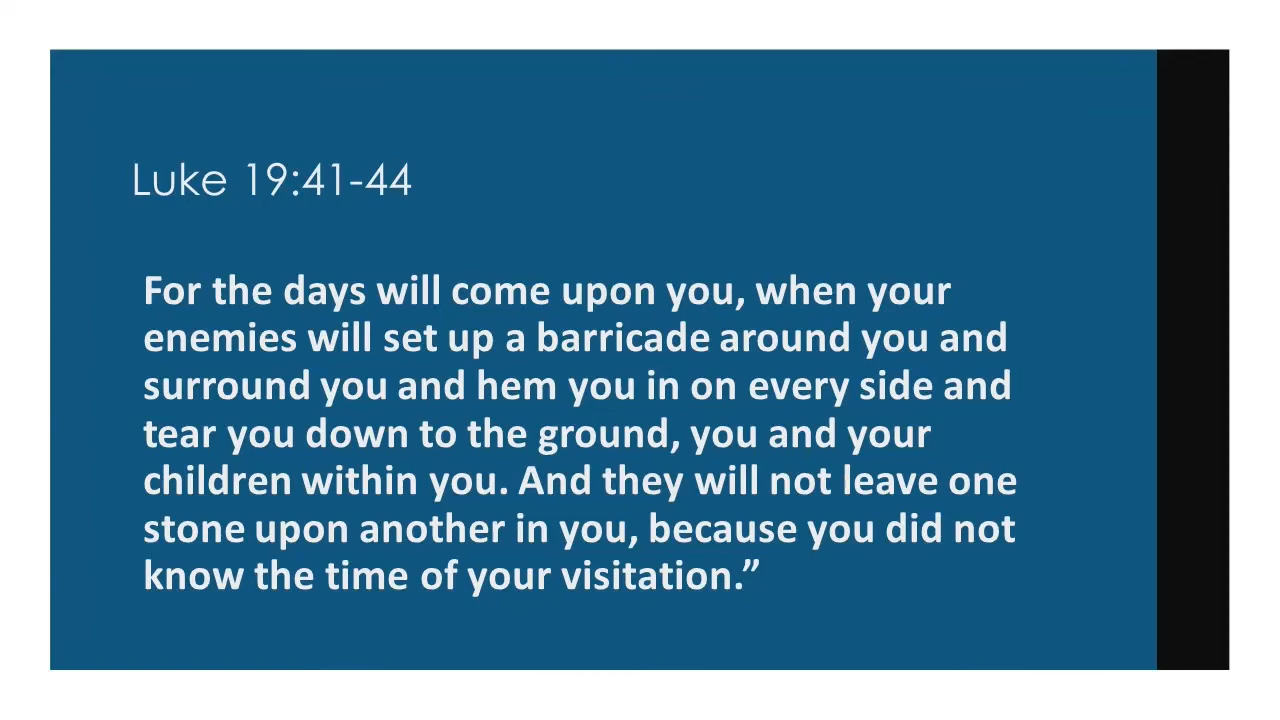 Luke 19:41-44
For the days will come upon you, when your
enemies will set up a barricade around you and
surround you and hem you in on every side and
tear you down to the ground, you and your
children within you. And they will not leave one
stone upon another in you, because you did not
know the time of your visitation.”